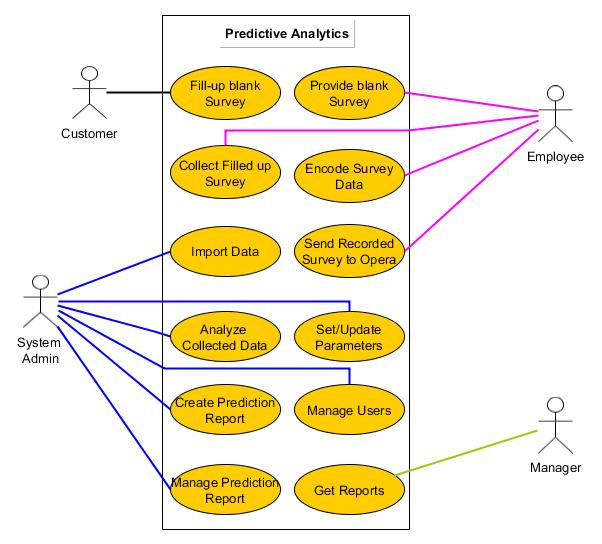 Predictive Analytics
Fill-up blank
Survey
Provide blank
Survey
Customer
Employee
Collect Filled up
Survey
Encode Survey
Data
Import Data
Send Recorded
Survey to Opera
System
Admin
Analyze
Collected Data
Set/Update
Parameters
Create Prediction
Report
Manage Users
Manager
Manage Prediction
Report
Get Reports